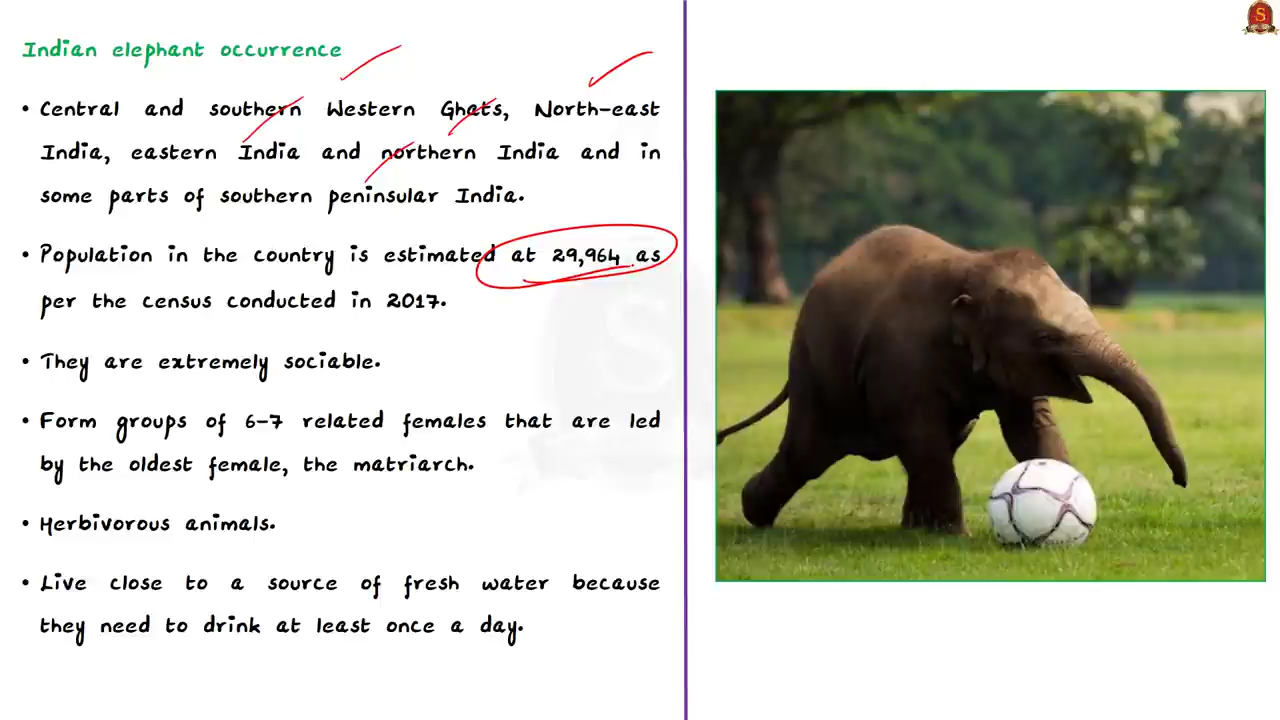 Indian elephant occurrence
• Central and southern Western Ghats, North-east
India, eastern India and northern India and in
some parts of southern peninsular India.
• Population in the country is estimated at 29,964 as
per the census conducted in 2017.
• They are extremely sociable.
• Form groups of 6-7 related females that are led
by the oldest female, the matriarch.
• Herbivorous animals.
• Live close to a source of fresh water because
they need to drink at least once a day.
S
S